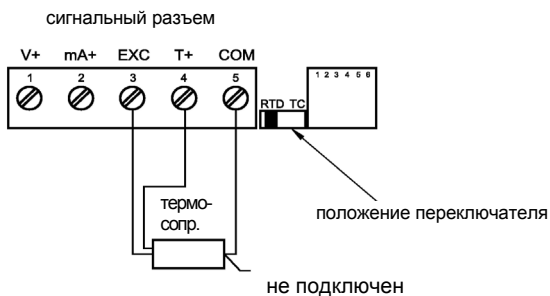 сигнальный разъем
V+ mA+ EXC T+ COM
1 2 3 4 5
1 2 3 4 5 6
RTD TC
термо-
сопр.
положение переключателя
не подключен